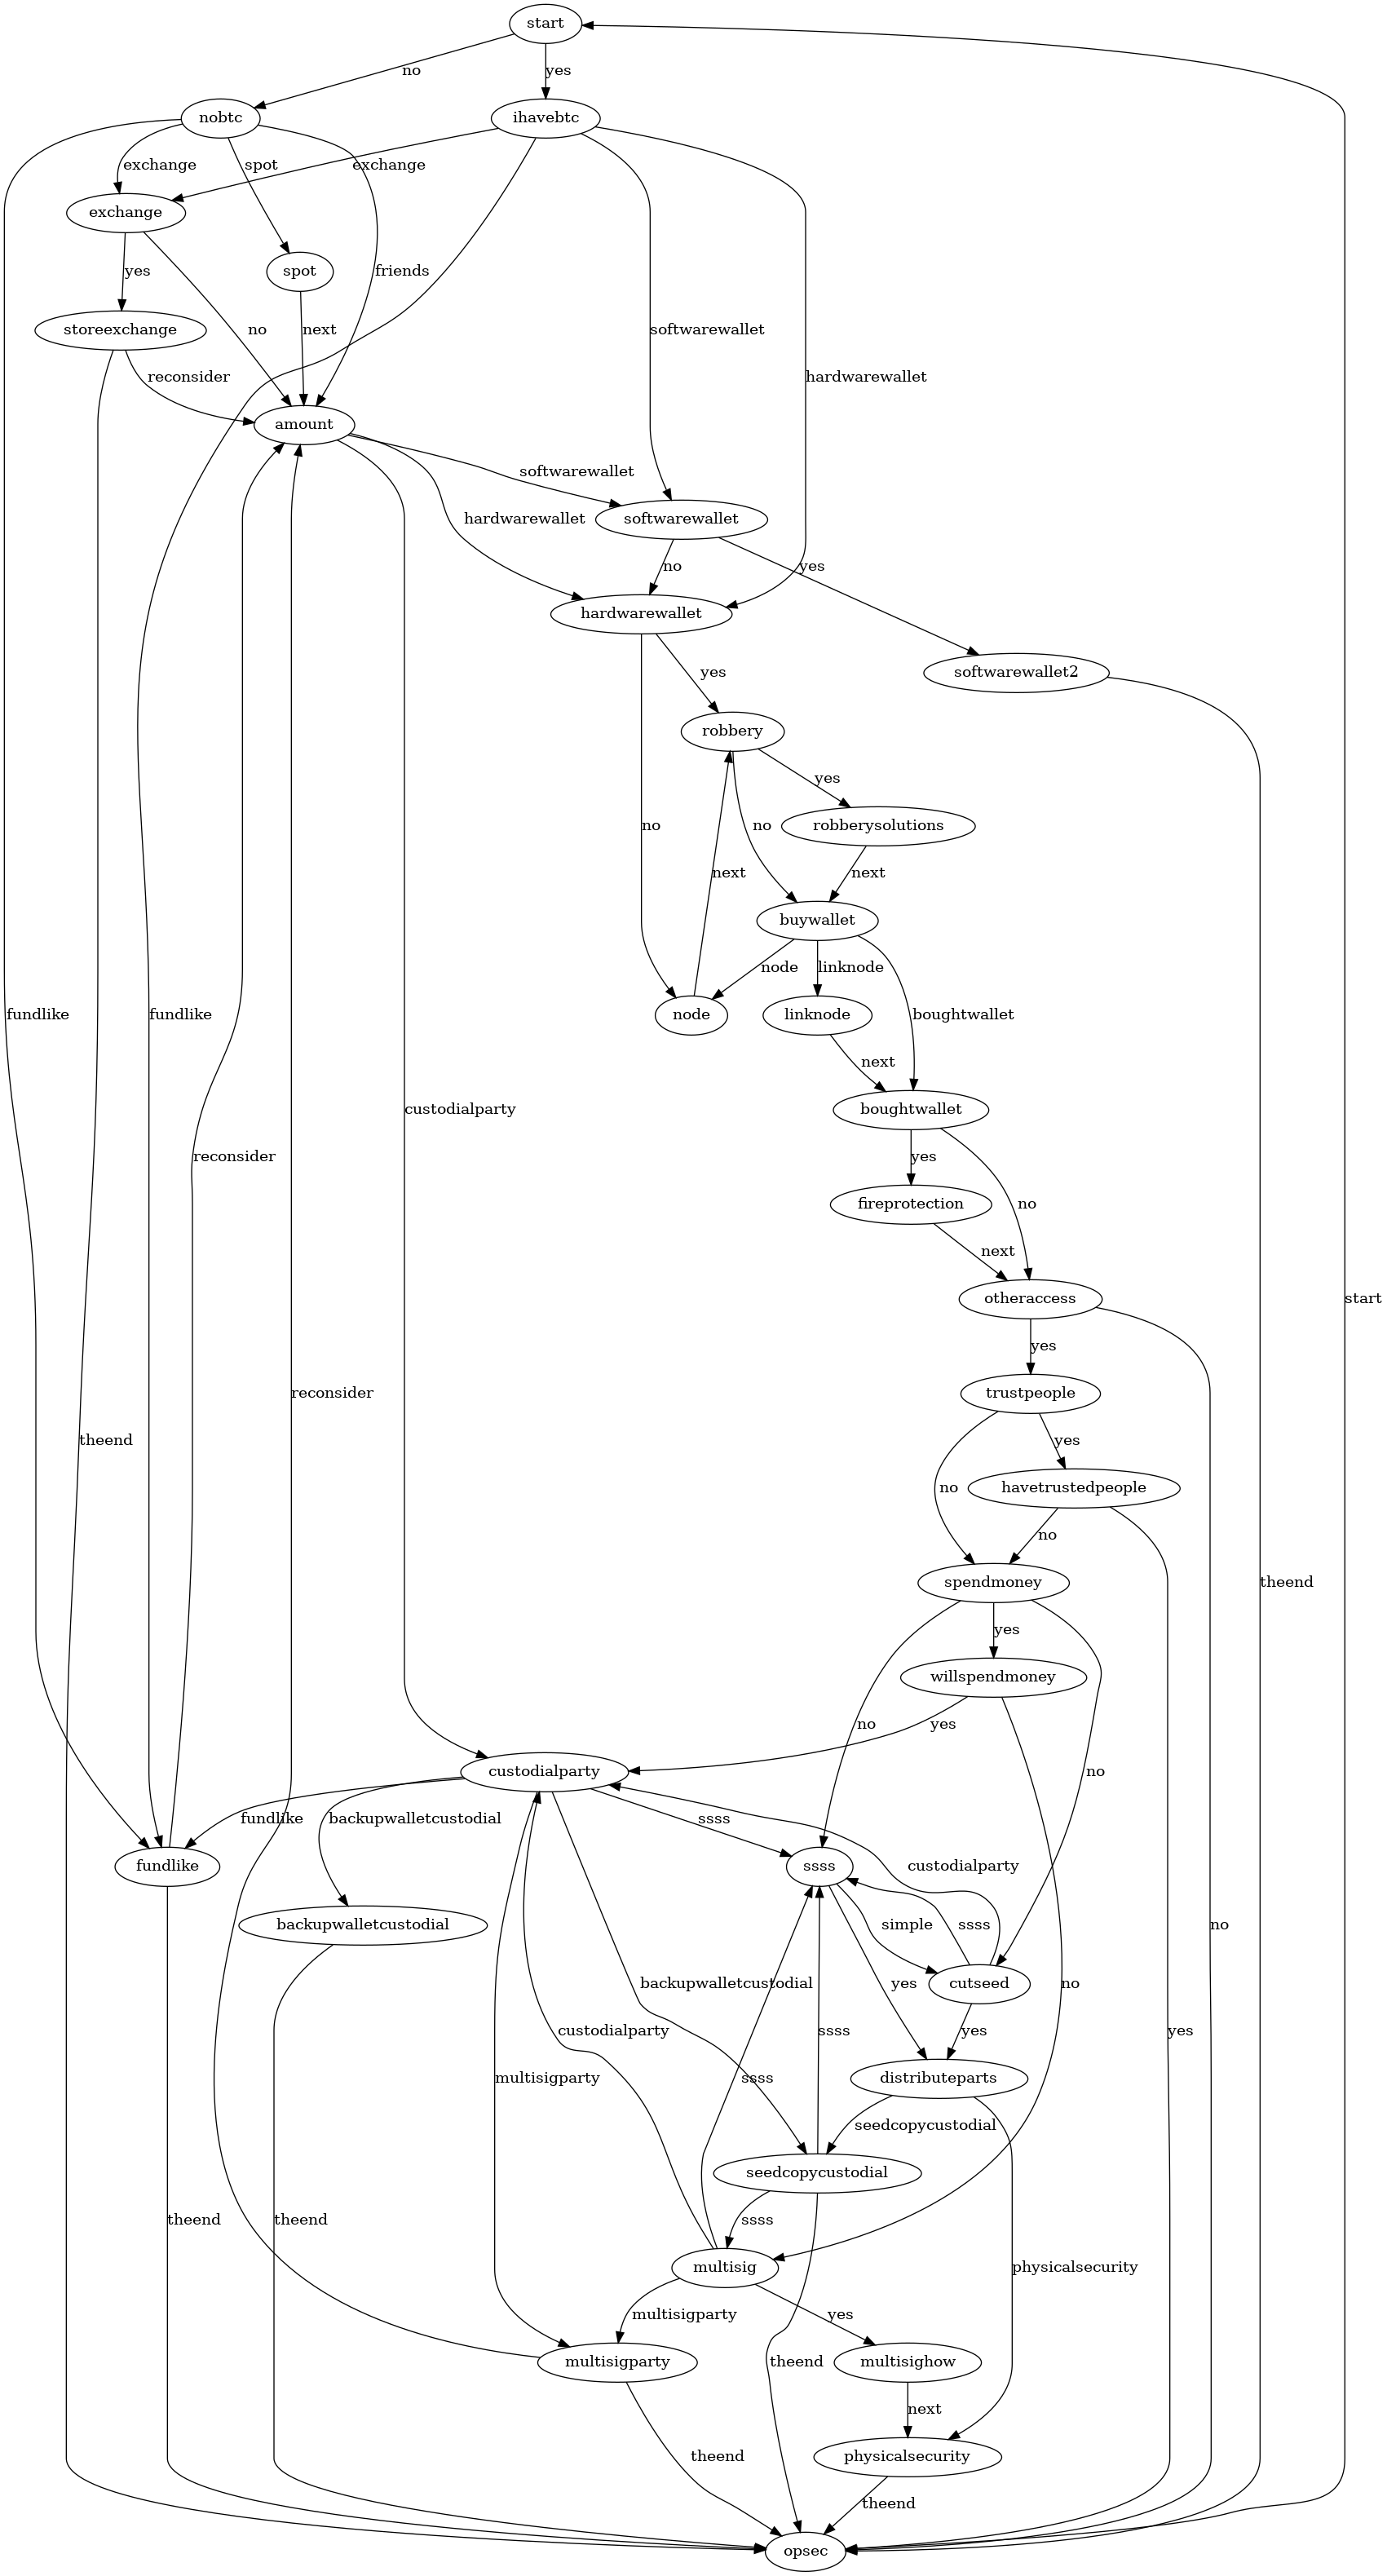 start
no
yes
nobtc
ihavebtc
exchange
spot
exchange
exchange
spot
friends
yes
no
next
storeexchange
softwarewallet
reconsider
hardwarewallet
amount
softwarewallet
hardwarewallet
softwarewallet
no
yes
hardwarewallet
softwarewallet2
yes
robbery
yes
no
no
robberysolutions
next
next
buywallet
node
linknode
fundlike
fundlike
node
linknode
boughtwallet
next
custodialparty
boughtwallet
reconsider
yes
no
fireprotection
next
otheraccess
start
yes
reconsider
trustpeople
theend
yes
no
havetrustedpeople
no
spendmoney
theend
yes
willspendmoney
no
yes
custodialparty
no
fundlike
backupwalletcustodial
ssss
fundlike
ssss
custodialparty
backupwalletcustodial
simple
ssss
no
backupwalletcustodial
yes
cutseed
no
custodialparty
ssss
yes
yes
multisigparty
ssss
distributeparts
seedcopycustodial
seedcopycustodial
theend
theend
ssss
multisig
physicalsecurity
multisigparty
yes
multisigparty
theend
multisighow
next
theend
physicalsecurity
theend
opsec